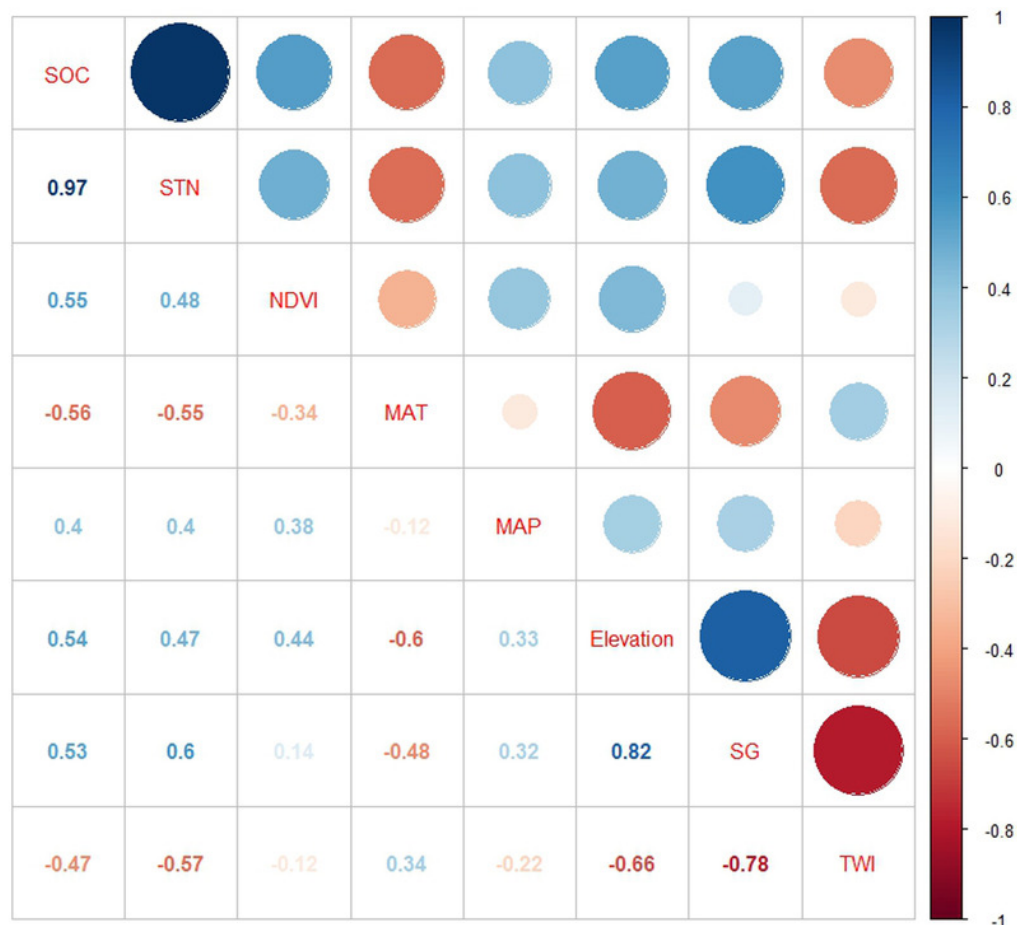 SOC
0.97 STN
0.55 0.48 NDVI
-0.56 -0.55 -0.34 MAT
0.4 0.4 0.38 -0.12 MAP
0.54 0.47 0.44 -0.6 0.33 Elevation
0.53 0.6 0.14 -0.48 0.32 0.82 SG
-0.47 -0.57 -0.12 0.34 -0.22 -0.66 -0.78 TWI
1
0.8
0.6
0.4
0.2
0
-0.2
-0.4
-0.6
-0.8
-1